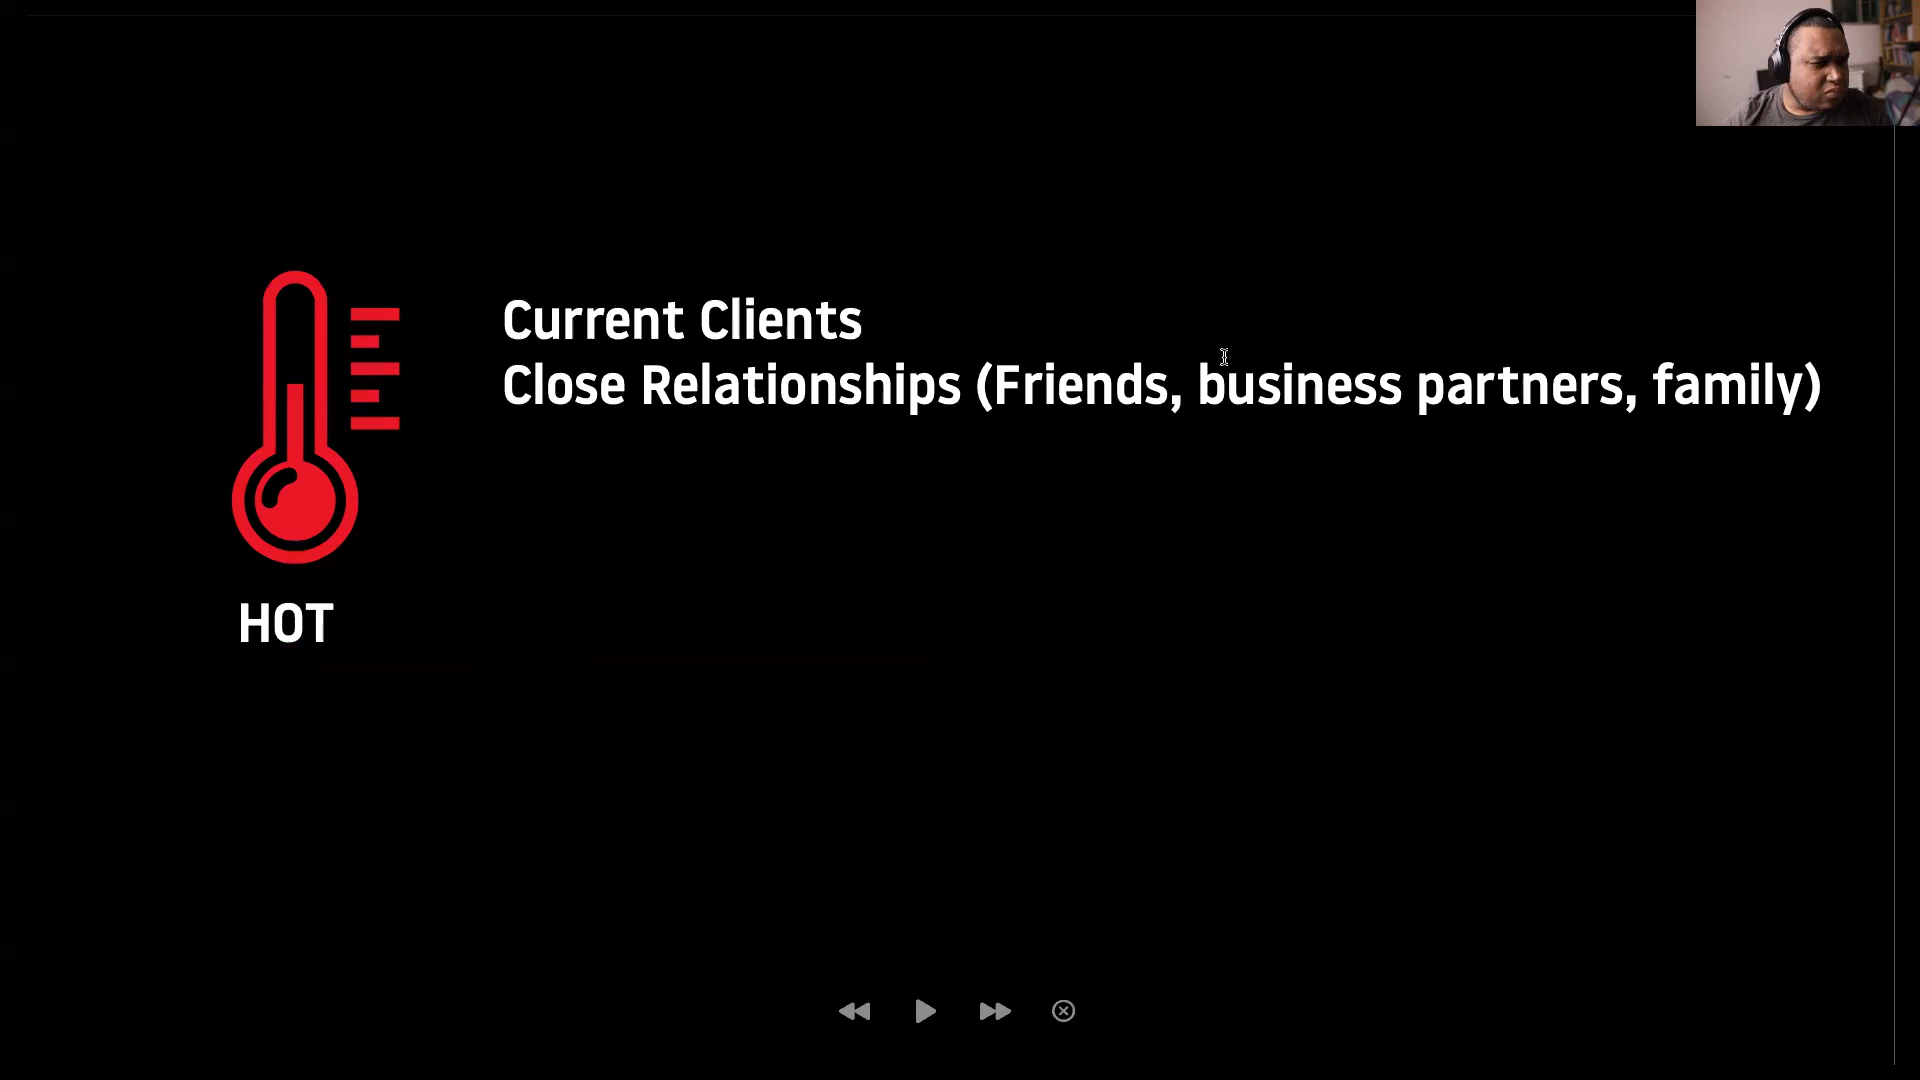 Current Clients
Close Relationships (Friends, business partners, family)
HOT